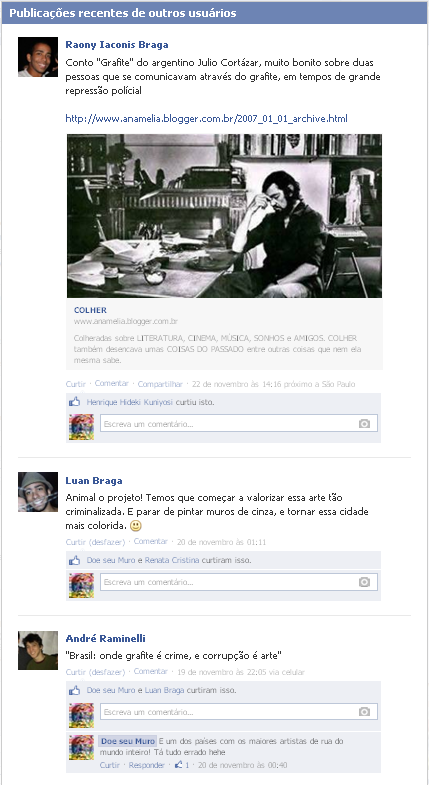 Publicações recentes de outros usuários
Raony Iaconis Braga
Conto "Grafite" do argentino Julio Cortázar, muito bonito sobre duas
pessoas que se comunicavam através do grafite, em tempos de grande
repressão polícial
http://www.anamelia.blogger.com.br/2007_01_01_archive.html
COLHER
www.anamelia.blogger.com.br
Colheradas sobre LITERATURA, CINEMA, MÚSICA, SONHOS e AMIGOS. COLHER
também desencava umas COISAS DO PASSADO entre outras coisas que nem ela
mesma sabe.
Curtir · Comentar · Compartilhar · 22 de novembro às 14:16 próximo a São Paulo
Henrique Hideki Kuniyosi curtiu isto.
Escreva um comentário...
Luan Braga
Animal o projeto! Temos que começar a valorizar essa arte tão
criminalizada. E parar de pintar muros de cinza, e tornar essa cidade
mais colorida.
Curtir (desfazer) · Comentar · 20 de novembro às 01:11
Doe seu Muro e Renata Cristina curtiram isso.
Escreva um comentário...
André Raminelli
"Brasil: onde grafite é crime, e corrupção é arte"
Curtir (desfazer) · Comentar · 19 de novembro às 22:05 via celular
Doe seu Muro e Luan Braga curtiram isso.
Escreva um comentário...
Doe seu Muro E um dos países com os maiores artistas de rua do
mundo inteiro! Tá tudo errado hehe
Curtir · Responder · 1 · 20 de novembro às 00:40